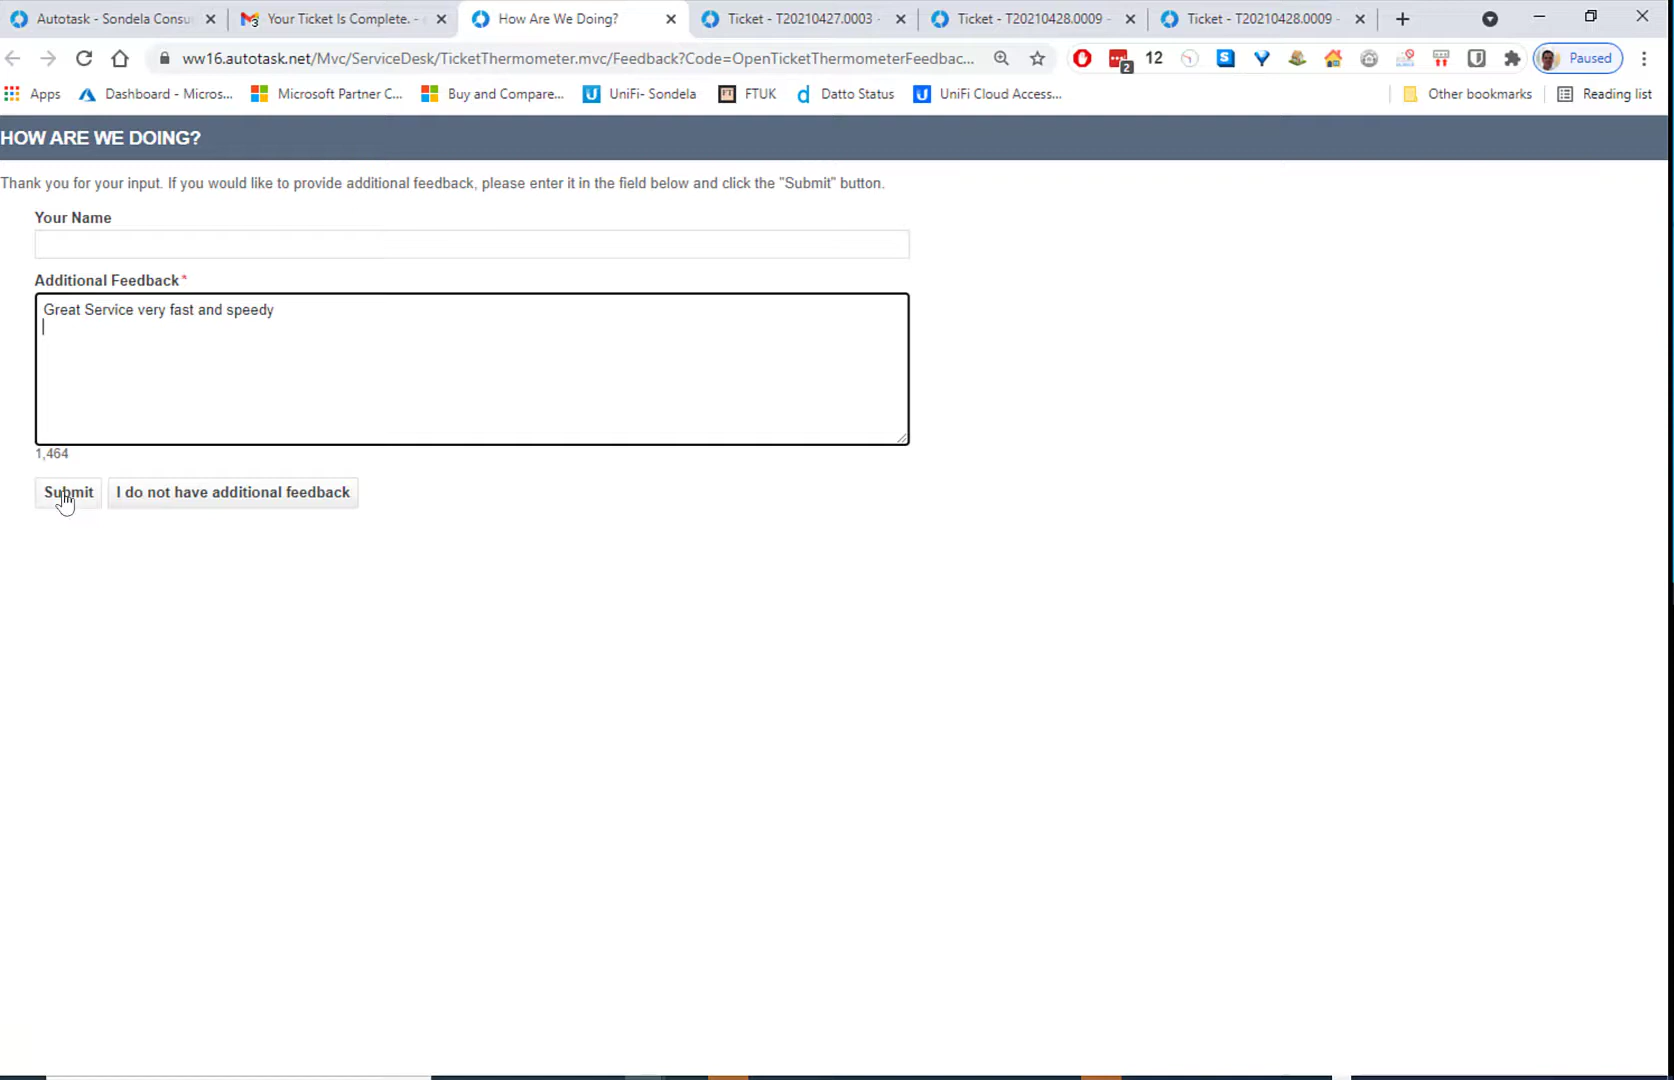 Autotask - Sondela Consu
Your Ticket Is Complete. -
How Are We Doing?
Ticket - T20210427.0003 -
Ticket - T20210428.0009 -
Ticket - T20210428.0009 -
ww16.autotask.net/Mvc/ServiceDesk/TicketThermometer.mvc/Feedback?Code=OpenTicketThermometerFeedbac...
2
12
Paused
Apps
Dashboard - Micros...
Microsoft Partner C...
Buy and Compare...
UniFi- Sondela
FTUK
Datto Status
UniFi Cloud Access...
Other bookmarks
Reading list
HOW ARE WE DOING?
Thank you for your input. If you would like to provide additional feedback, please enter it in the field below and click the "Submit" button.
Your Name
Additional Feedback*
Great Service very fast and speedy
1,464
Submit
I do not have additional feedback